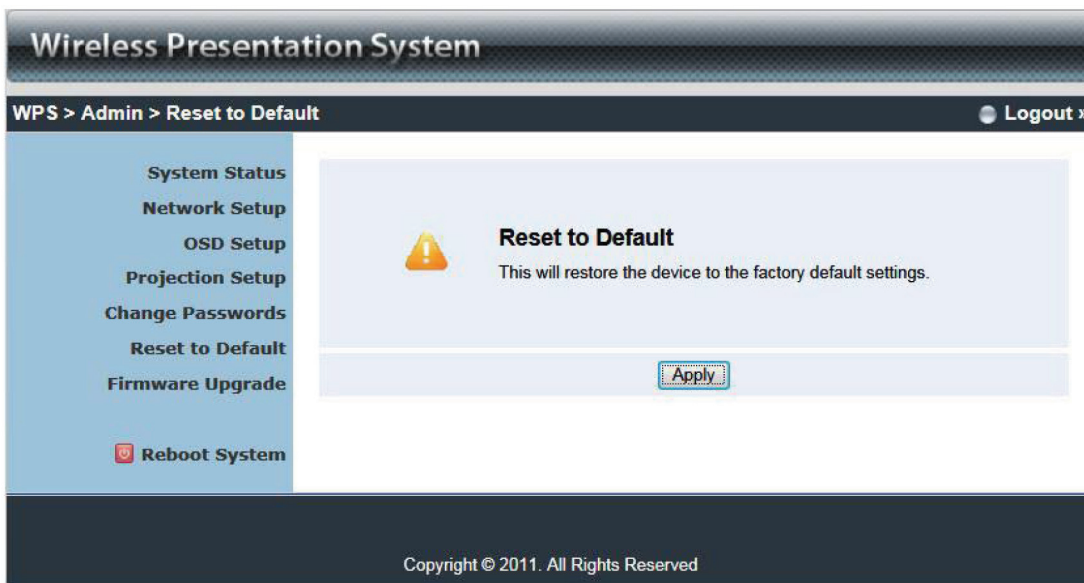 Wireless Presentation System
WPS > Admin > Reset to Default
Logout »
System Status
Network Setup
OSD Setup
Projection Setup
Change Passwords
Reset to Default
Firmware Upgrade
Reboot System
Reset to Default
This will restore the device to the factory default settings.
Apply
Copyright © 2011. All Rights Reserved